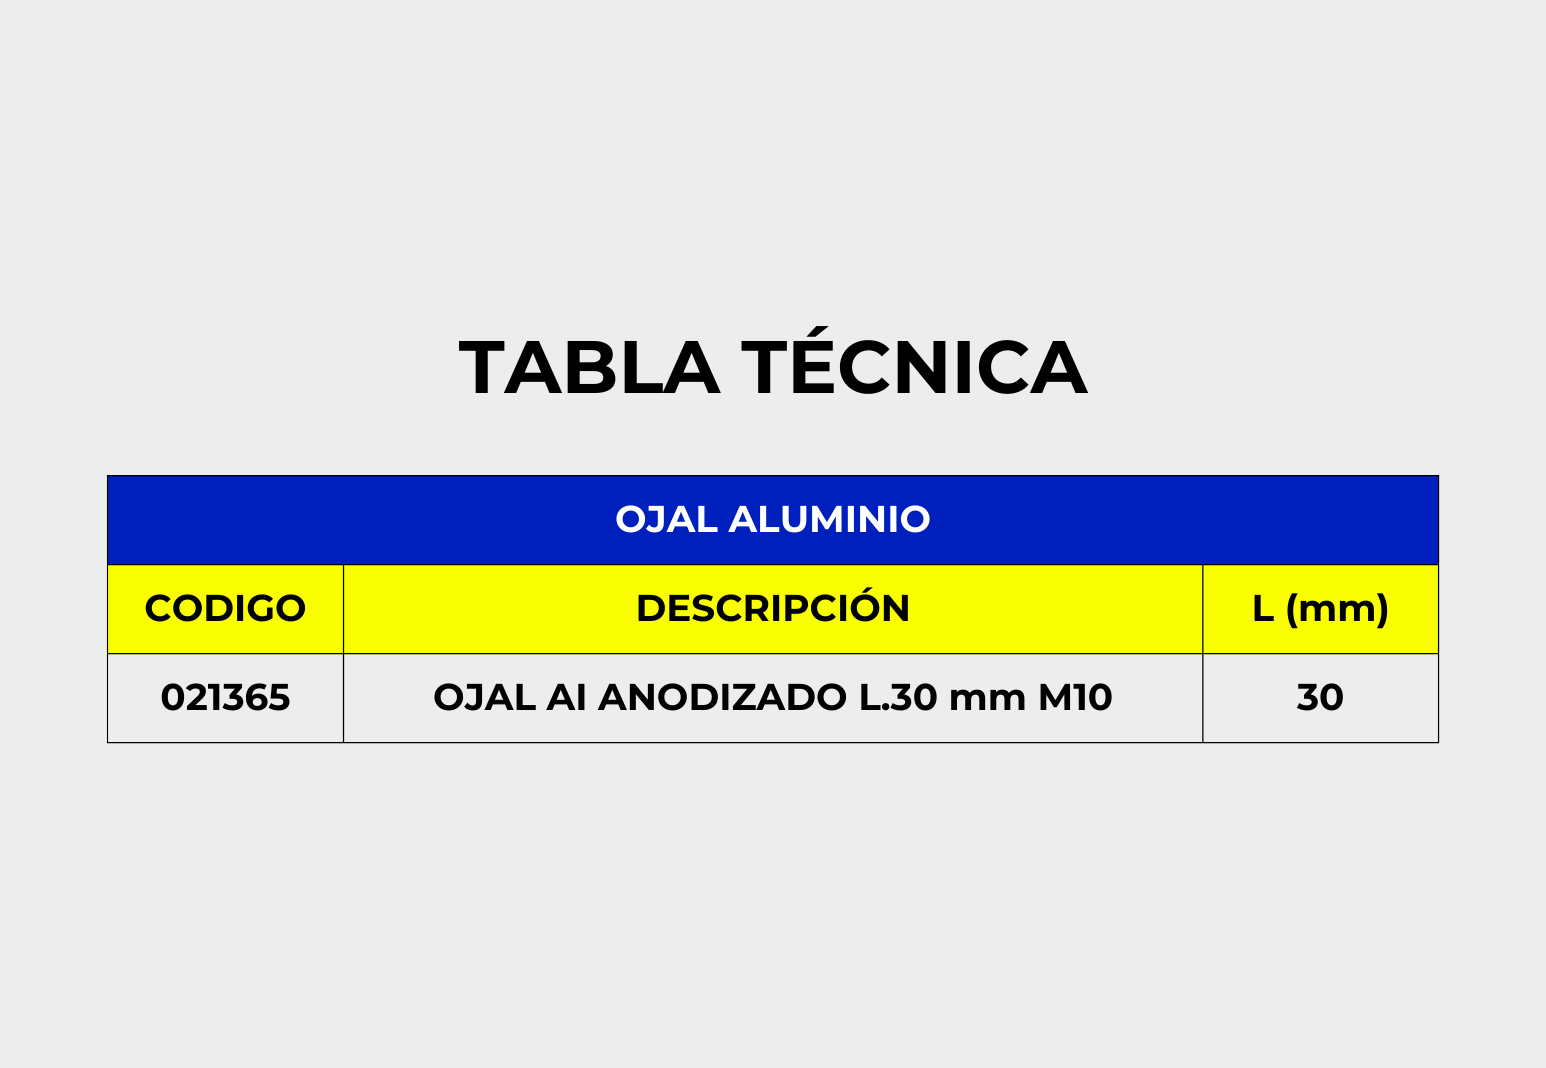 TABLA TÉCNICA
OJAL ALUMINIO
CODIGO DESCRIPCIÓN L (mm)
021365 OJAL AI ANODIZADO L.30 mm M10 30